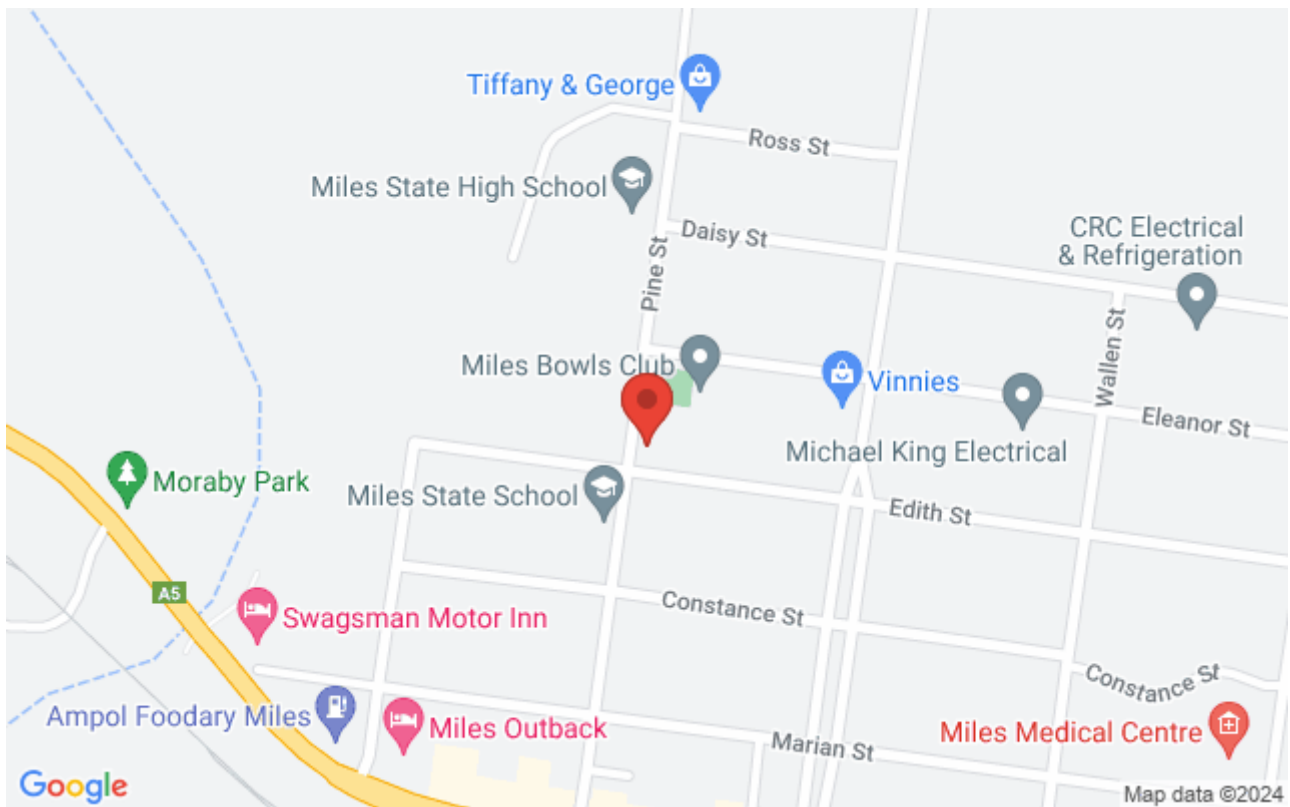 Tiffany & George
Ross St
Miles State High School
Daisy St
CRC Electrical
& Refrigeration
Pine St
Wallen St
Miles Bowls Club
Vinnies
Eleanor St
Michael King Electrical
Moraby Park
Miles State School
Edith St
A5
Swagsman Motor Inn
Constance St
Constance St
Ampol Foodary Miles
Miles Outback
Marian St
Miles Medical Centre
Google
Map data ©2024